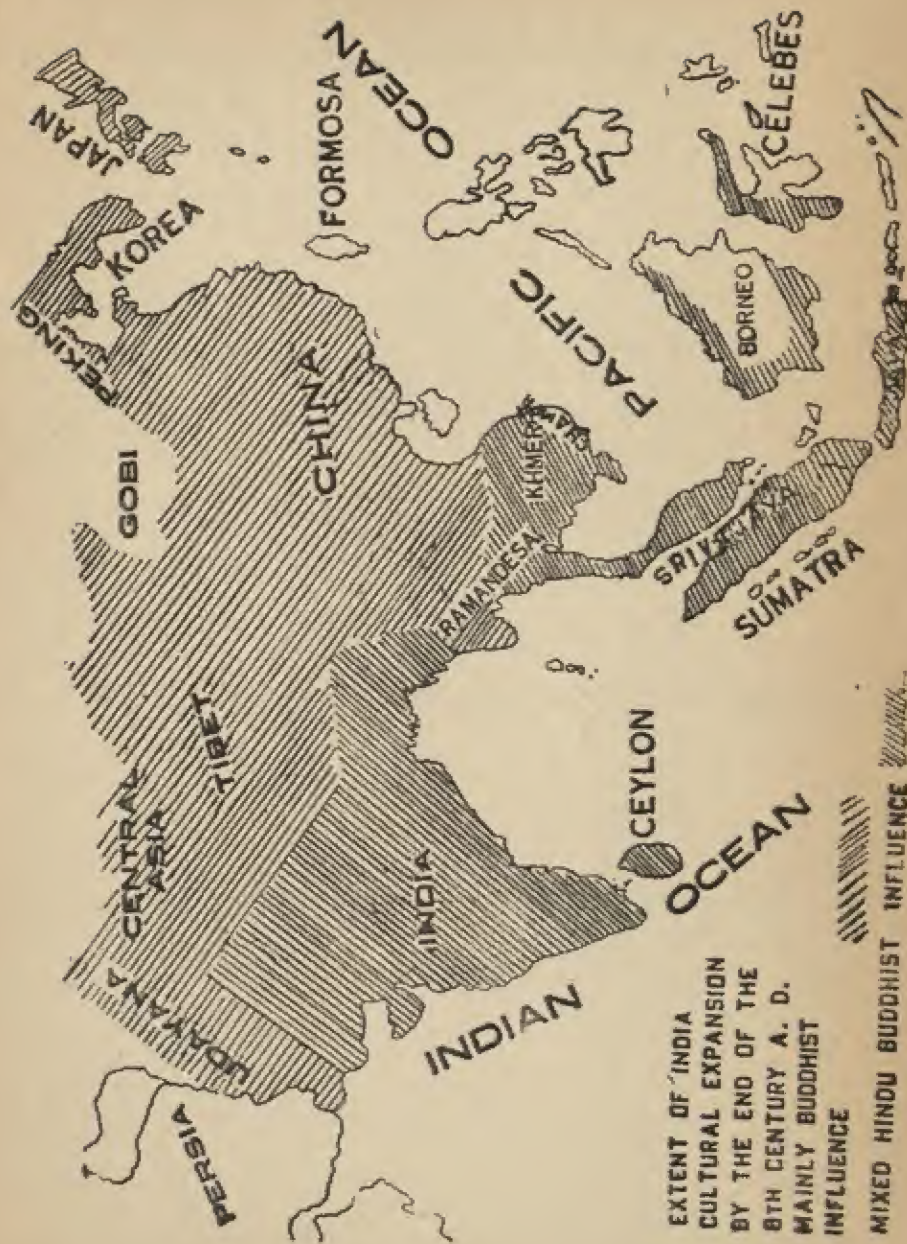 JAPAN
KOREA
PEKING
GOBI
CHINA
FORMOSA
OCEAN
PACIFIC
CENTRAL
ASIA
TIBET
UDAYANA
PERSIA
INDIA
RAMANDESA
KHMER
CHAM
SRIVIJAYA
SUMATRA
BORNEO
CELEBES
JAVA
CEYLON
INDIAN
OCEAN
EXTENT OF INDIA
CULTURAL EXPANSION
BY THE END OF THE
8TH CENTURY A. D.
MAINLY BUDDHIST
INFLUENCE
MIXED HINDU BUDDHIST INFLUENCE